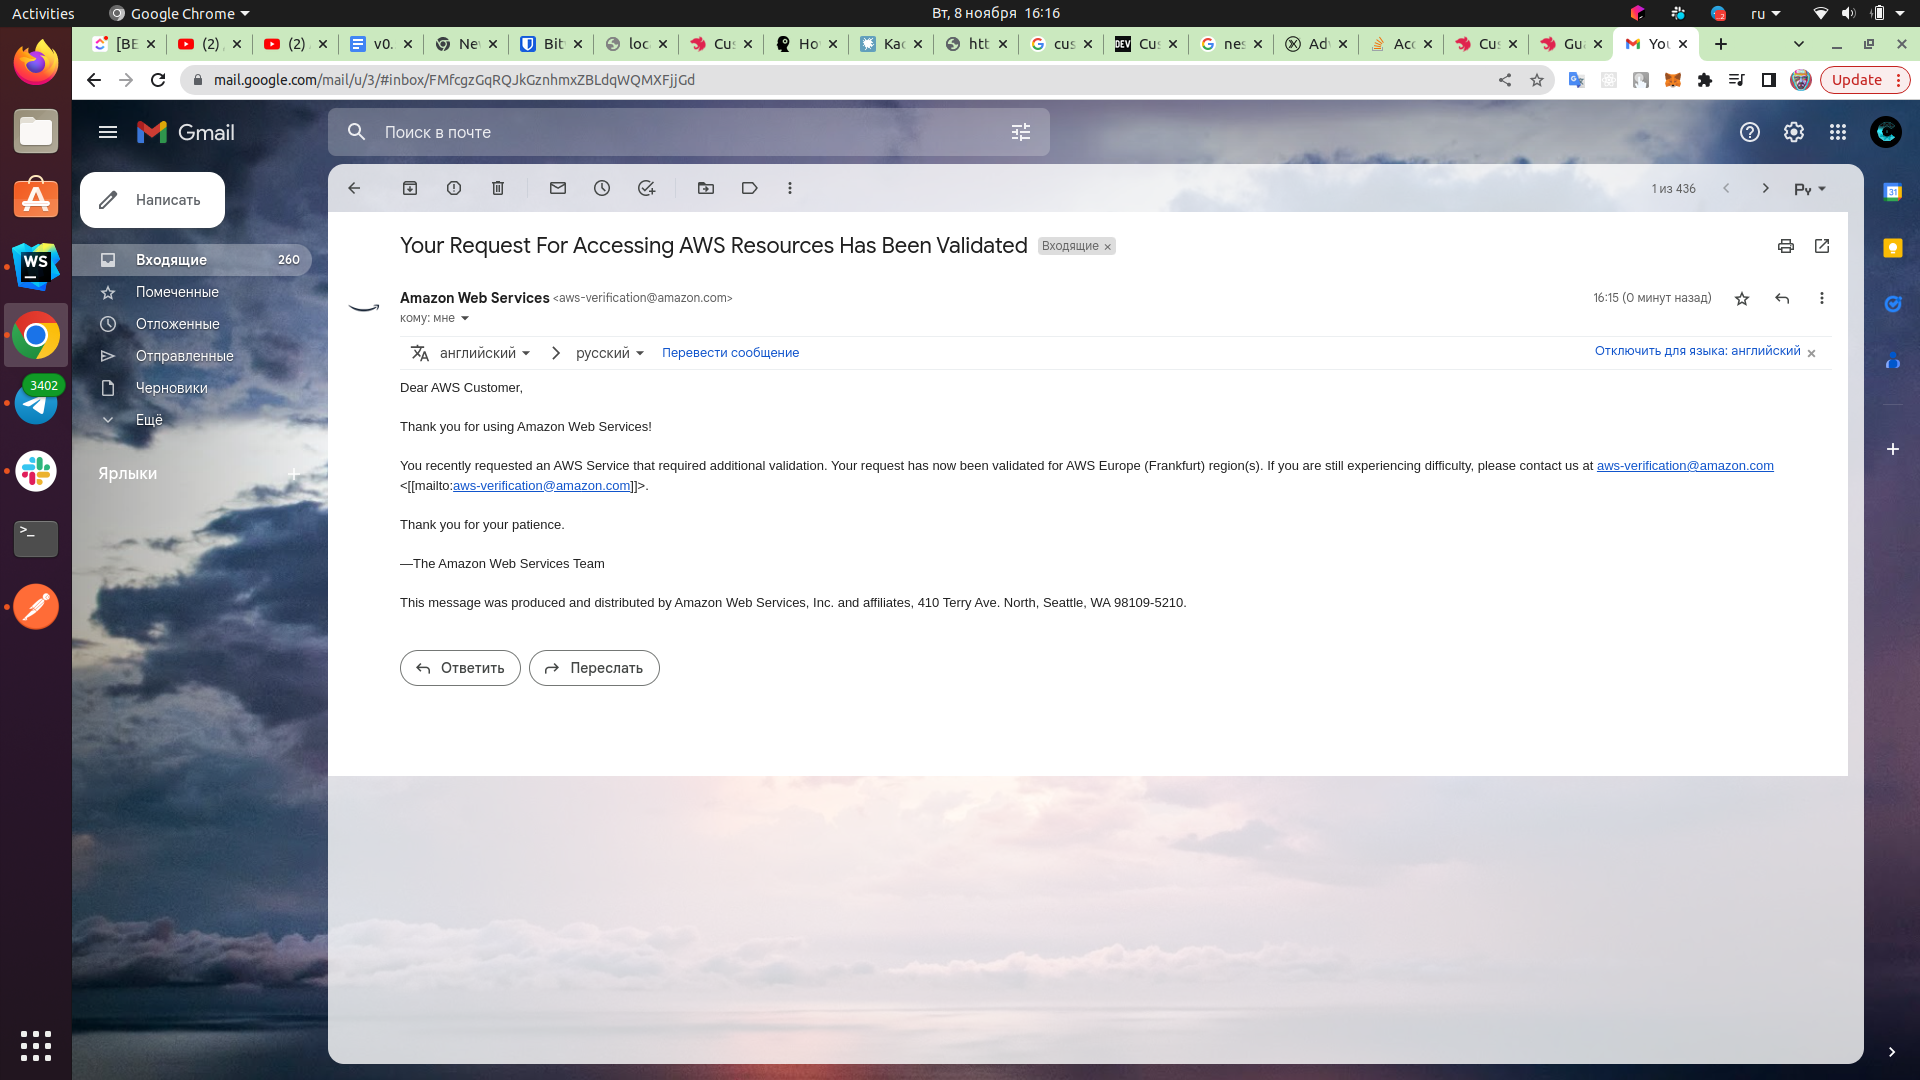 Activities
Google Chrome
Вт, 8 ноября 16:16
ru
[BE
(2)
(2)
v0.
Ne
Bit
loc
Cus
Ho
Kac
htt
cus
DEV
Cus
nes
Ad
Acc
Cus
Gua
You
mail.google.com/mail/u/3/#inbox/FMfcgzGqRQJkGznhmxZBLdqWQMXFjjGd
Update
Gmail
Поиск в почте
Написать
1 из 436
Входящие 260
Помеченные
Отложенные
Отправленные
Черновики
Ещё
Ярлыки
3402
WS
31
Your Request For Accessing AWS Resources Has Been Validated
Входящие ×
Amazon Web Services <aws-verification@amazon.com>
16:15 (0 минут назад)
кому: мне
английский
русский
Перевести сообщение
Отключить для языка: английский ×
Dear AWS Customer,
Thank you for using Amazon Web Services!
You recently requested an AWS Service that required additional validation. Your request has now been validated for AWS Europe (Frankfurt) region(s). If you are still experiencing difficulty, please contact us at aws-verification@amazon.com
<[[mailto:aws-verification@amazon.com]]>.
Thank you for your patience.
—The Amazon Web Services Team
This message was produced and distributed by Amazon Web Services, Inc. and affiliates, 410 Terry Ave. North, Seattle, WA 98109-5210.
Ответить
Переслать